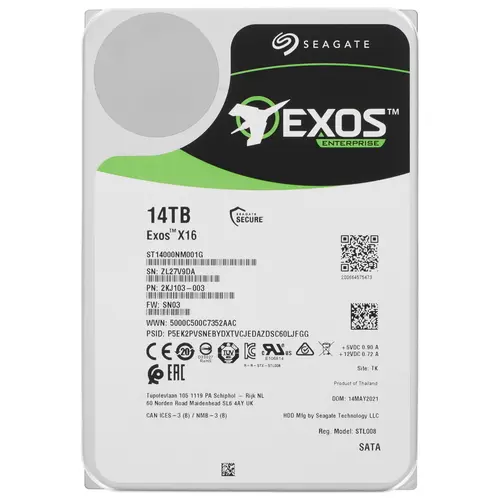 SEAGATE
EXOS™
ENTERPRISE
14TB
Exos™ X16
SEAGATE SECURE
ST14000NM001G
SN: ZL27V9DA
PN: 2KJ103-003
FW: SN03
WWN: 5000C500C7352AAC
PSID: P5EK2PVSNEBYDXTVCJEDAZDSC60LJFGG
+5VDC 0.90 A
+12VDC 0.72 A
Site: TK
Product of Thailand
Tupolevlaan 105 1119 PA Schiphol - Rijk NL
60 Norden Road Maidenhead SL6 4AY UK
DOM: 14MAY2021
CAN ICES-3 (B) / NMB-3 (B)
HDD Mfg by Seagate Technology LLC
Reg. Model: STL008
SATA